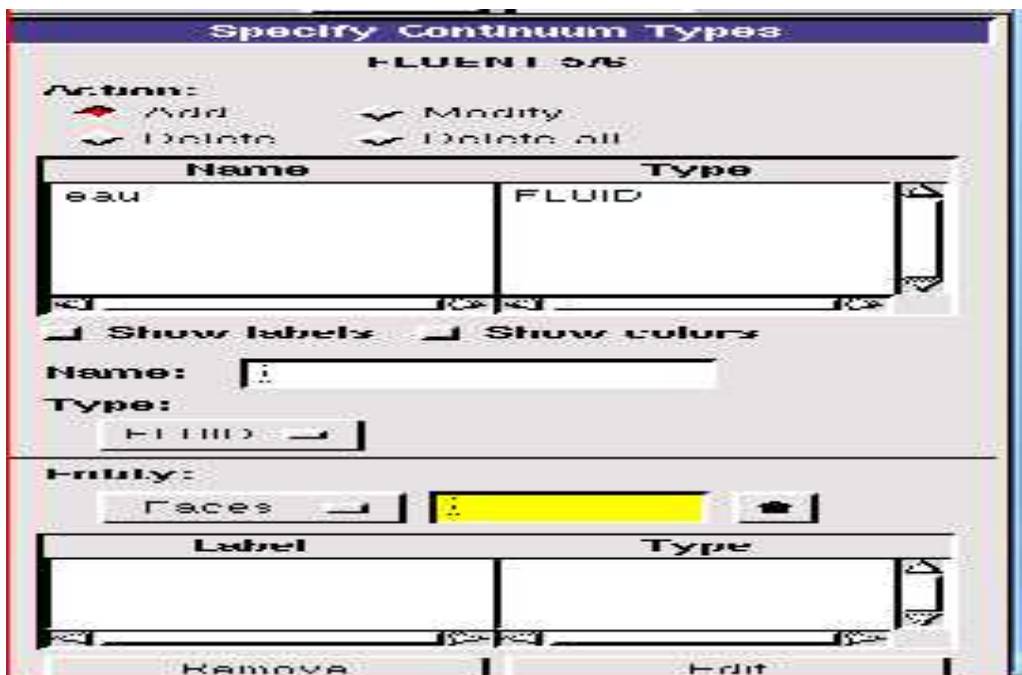 Specify Continuum Types
FLUENT 5/6
Action:
Add Modify
Delete Delete all
Name Type
eau FLUID
Show labels Show colors
Name:
Type:
FLUID
Entity:
Faces
Label Type
Remove Edit